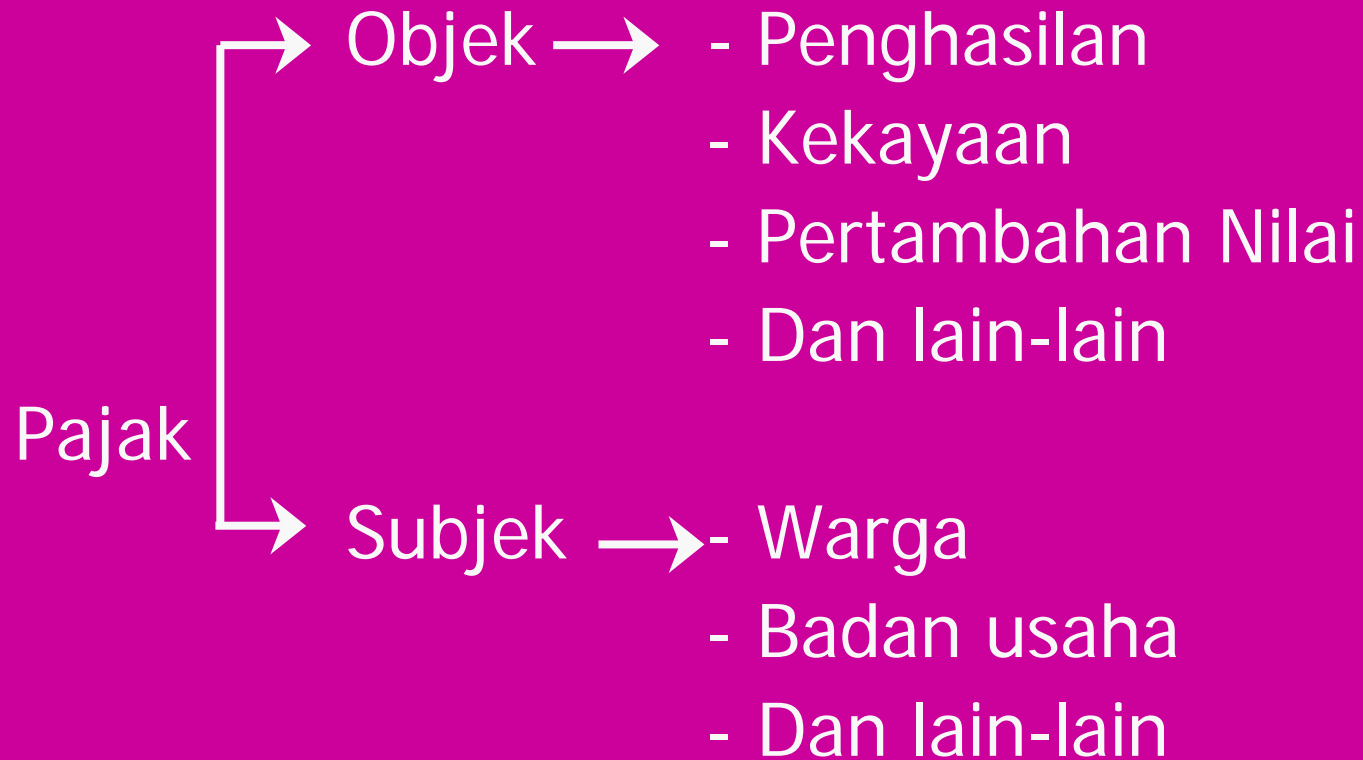 Objek - Penghasilan
- Kekayaan
- Pertambahan Nilai
- Dan lain-lain
Pajak
Subjek - Warga
- Badan usaha
- Dan lain-lain